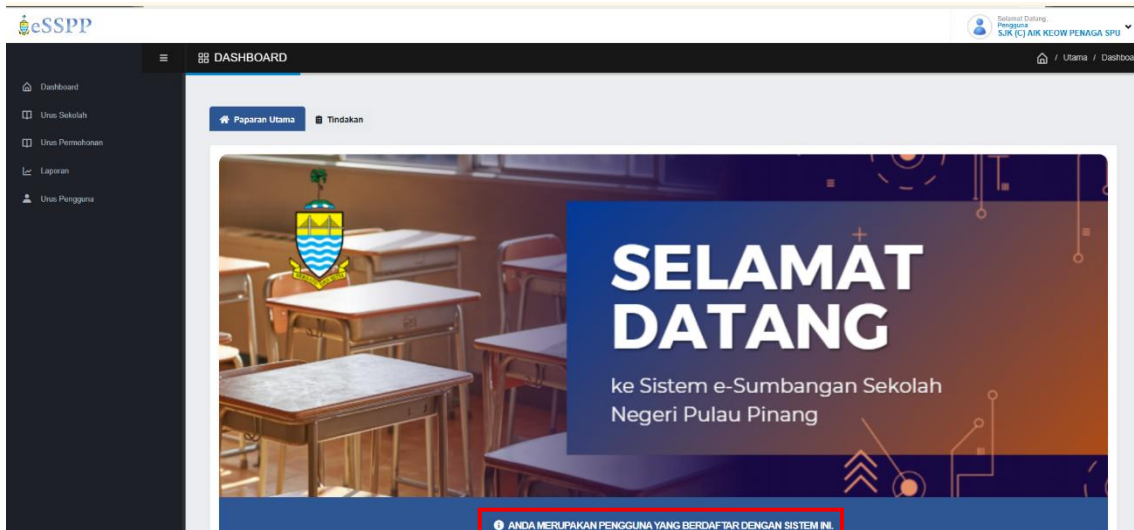 eSSPP
Selamat Datang,
Pengguna
SJK (C) AIK KEOW PENAGA SPU
DASHBOARD
/ Utama / Dashboa
Dashboard
Urus Sekolah
Urus Permohonan
Laporan
Urus Pengguna
Paparan Utama
Tindakan
SELAMAT
DATANG
ke Sistem e-Sumbangan Sekolah
Negeri Pulau Pinang
ANDA MERUPAKAN PENGGUNA YANG BERDAFTAR DENGAN SISTEM INI.